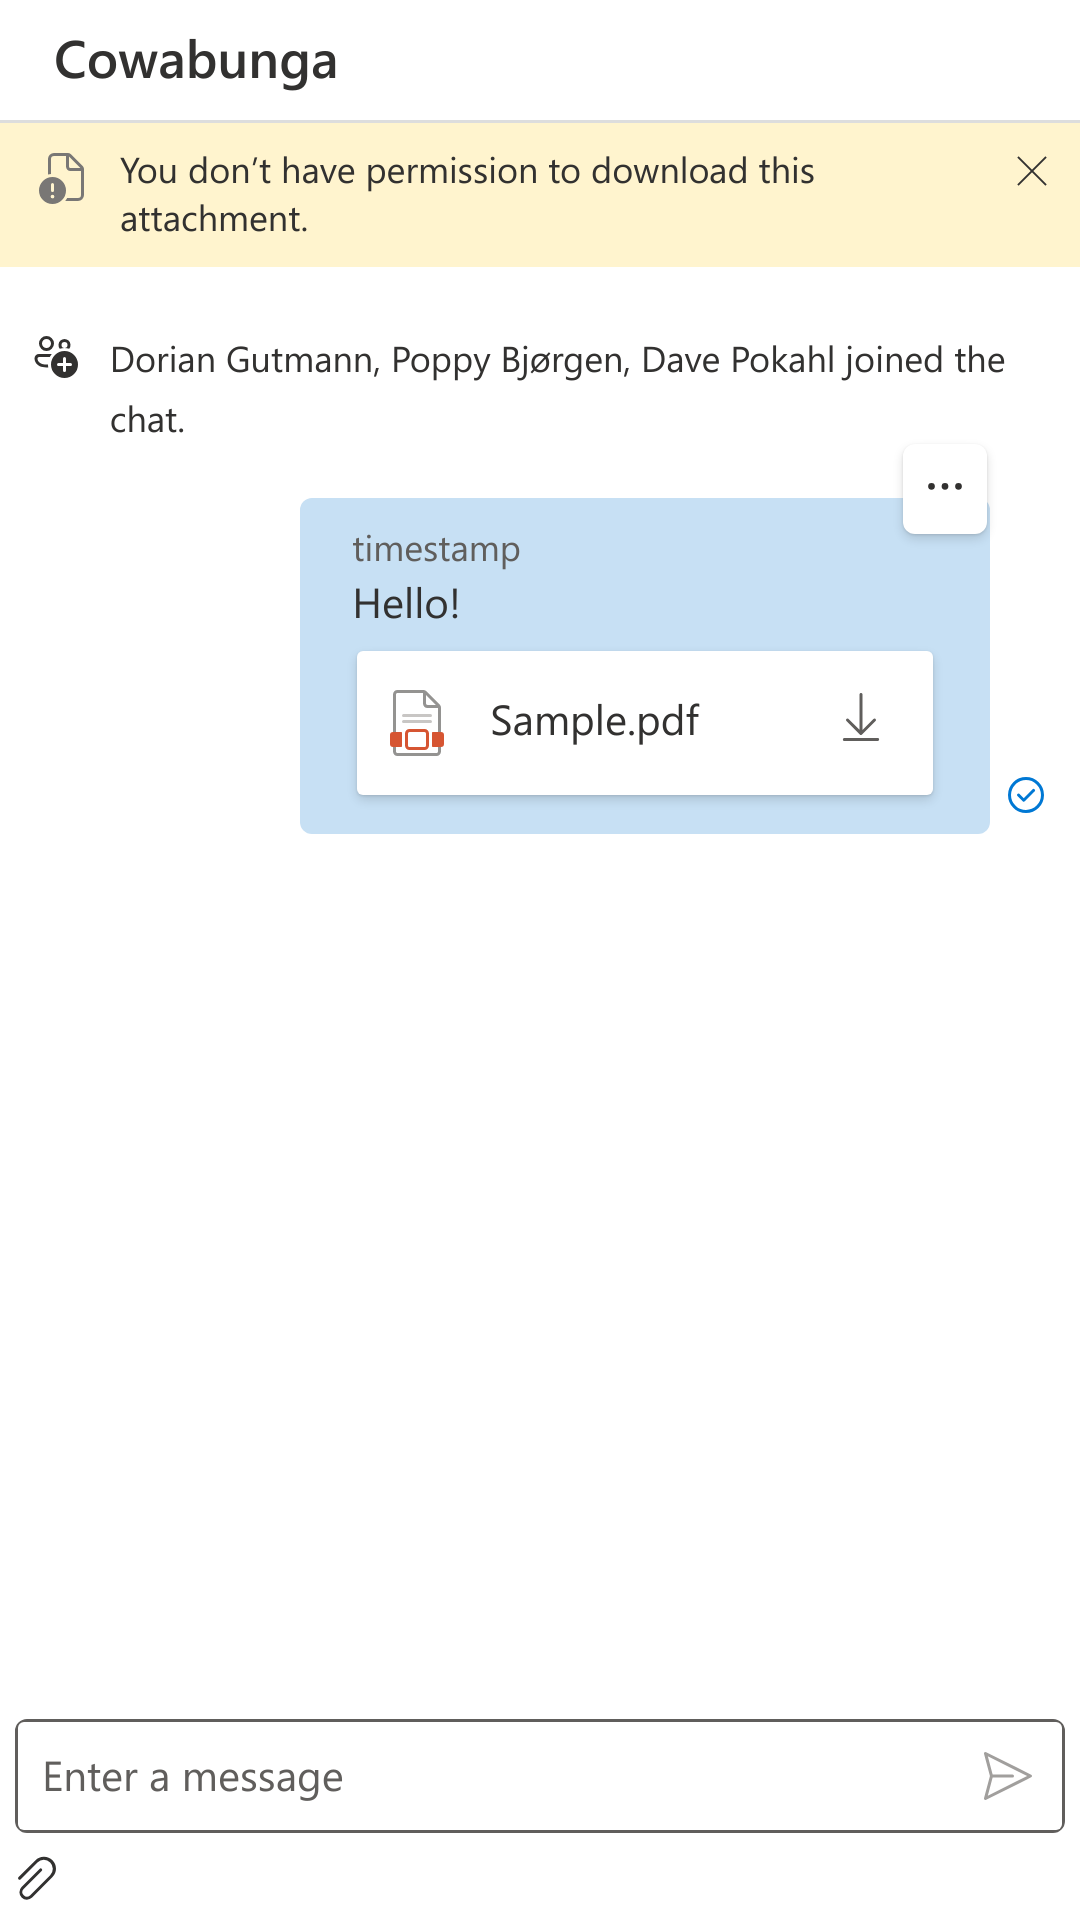 Cowabunga
You don’t have permission to download this
attachment.
Dorian Gutmann, Poppy Bjørgen, Dave Pokahl joined the
chat.
timestamp
Hello!
Sample.pdf
Enter a message